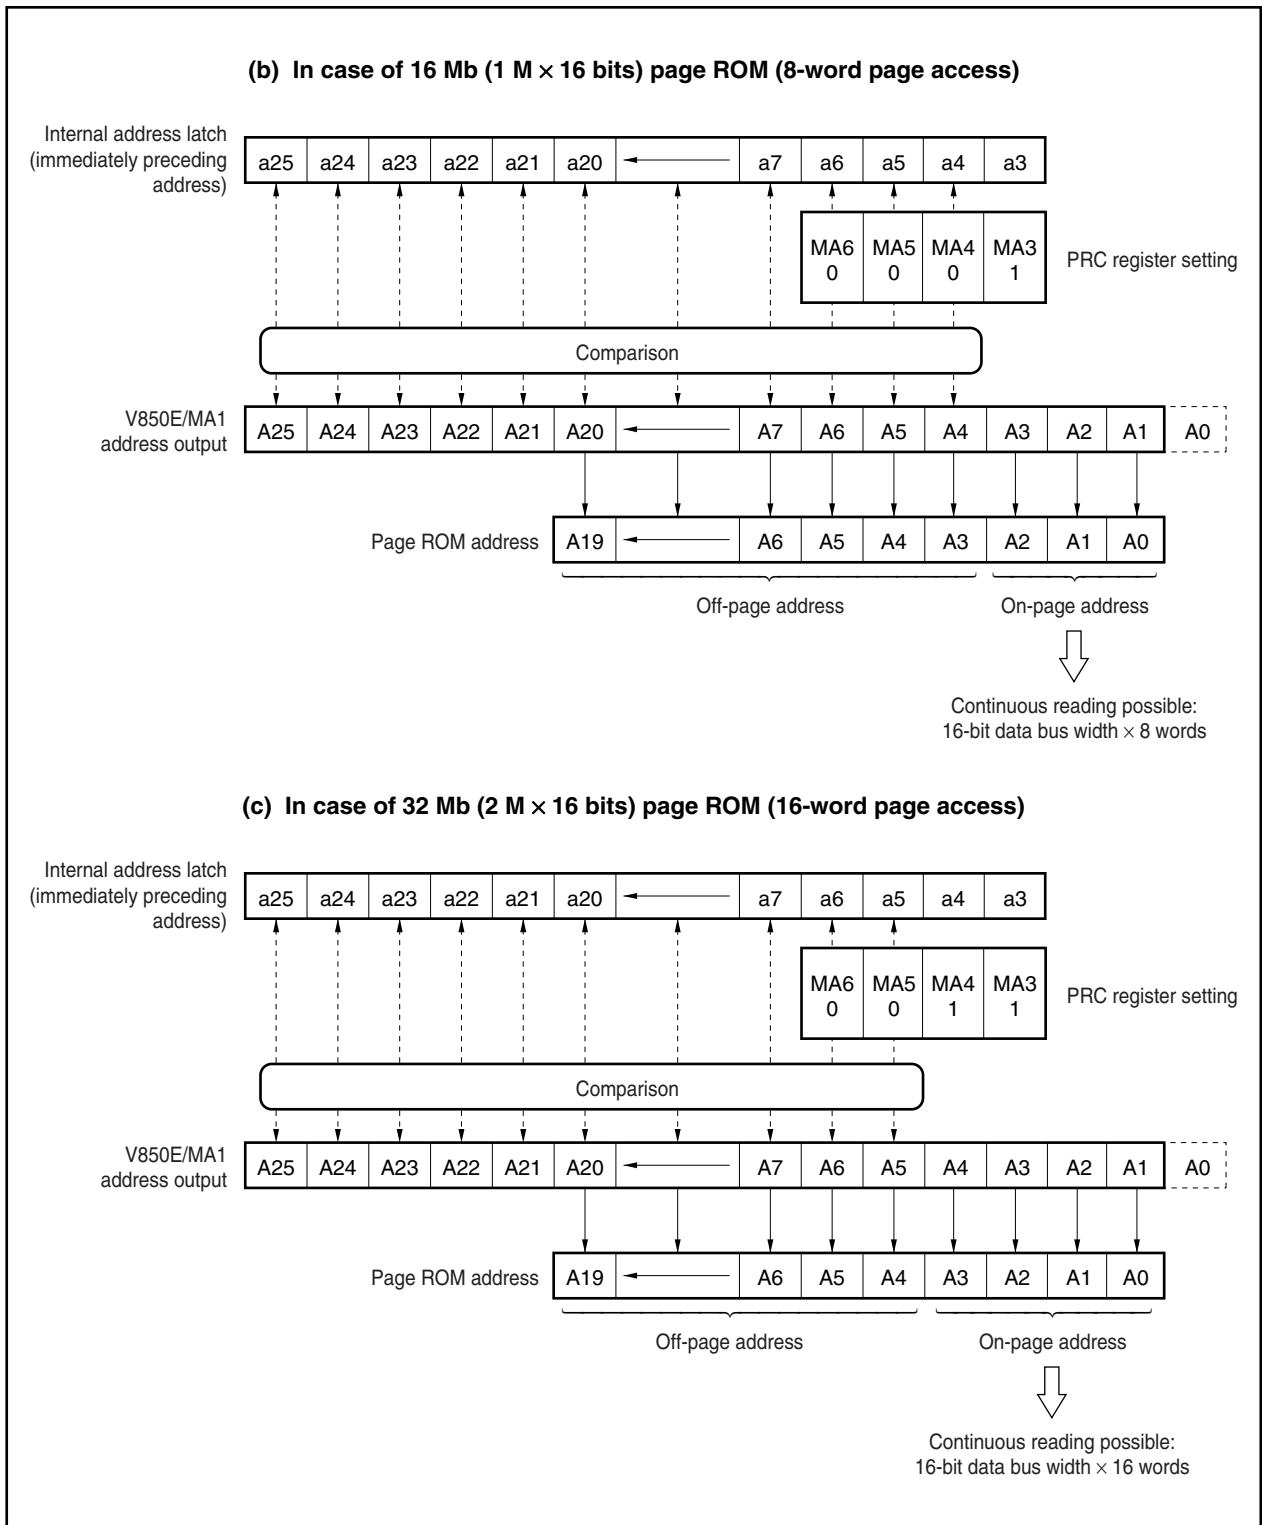 (b) In case of 16 Mb (1 M × 16 bits) page ROM (8-word page access)
Internal address latch
(immediately preceding
address)
a25 a24 a23 a22 a21 a20 a7 a6 a5 a4 a3
MA6 MA5 MA4 MA3
0 0 0 1
PRC register setting
Comparison
V850E/MA1
address output
A25 A24 A23 A22 A21 A20 A7 A6 A5 A4 A3 A2 A1 A0
Page ROM address
A19 A6 A5 A4 A3 A2 A1 A0
Off-page address
On-page address
Continuous reading possible:
16-bit data bus width × 8 words
(c) In case of 32 Mb (2 M × 16 bits) page ROM (16-word page access)
Internal address latch
(immediately preceding
address)
a25 a24 a23 a22 a21 a20 a7 a6 a5 a4 a3
MA6 MA5 MA4 MA3
0 0 1 1
PRC register setting
Comparison
V850E/MA1
address output
A25 A24 A23 A22 A21 A20 A7 A6 A5 A4 A3 A2 A1 A0
Page ROM address
A19 A6 A5 A4 A3 A2 A1 A0
Off-page address
On-page address
Continuous reading possible:
16-bit data bus width × 16 words